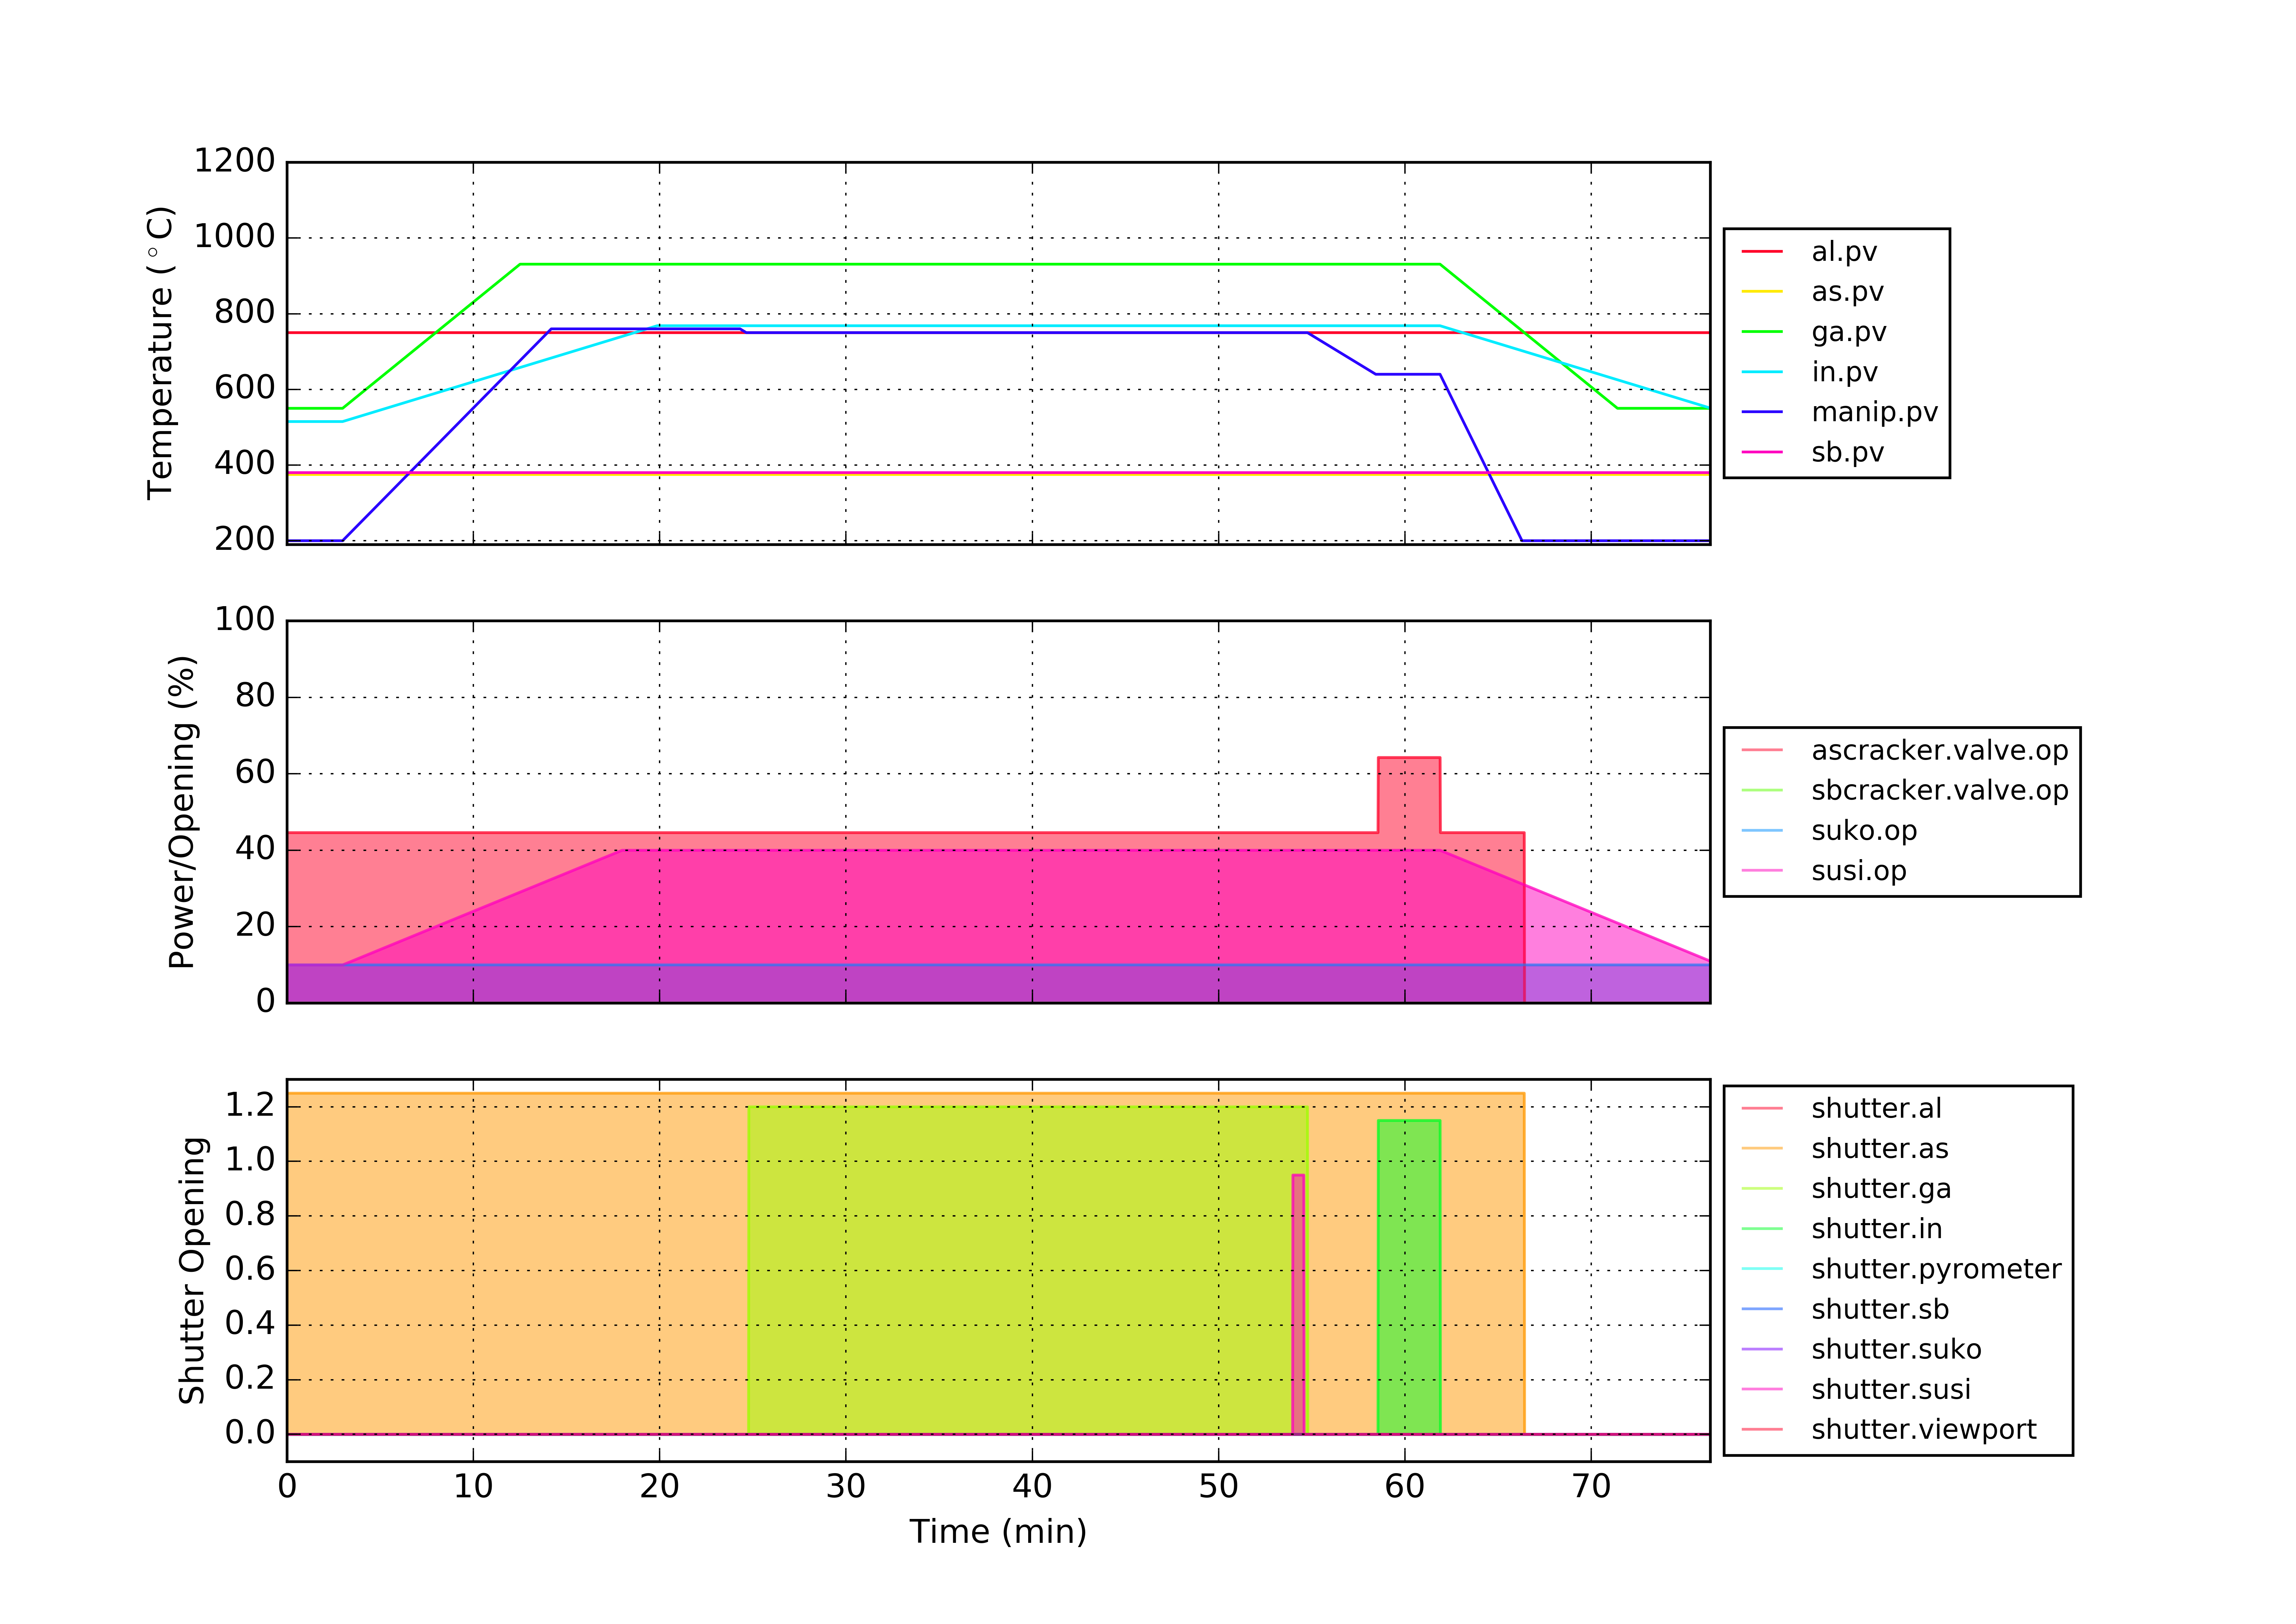 1200
1000
800
600
400
200
Temperature (°C)
al.pv
as.pv
ga.pv
in.pv
manip.pv
sb.pv
100
80
60
40
20
0
Power/Opening (%)
ascracker.valve.op
sbcracker.valve.op
suko.op
susi.op
1.2
1.0
0.8
0.6
0.4
0.2
0.0
Shutter Opening
shutter.al
shutter.as
shutter.ga
shutter.in
shutter.pyrometer
shutter.sb
shutter.suko
shutter.susi
shutter.viewport
0 10 20 30 40 50 60 70
Time (min)